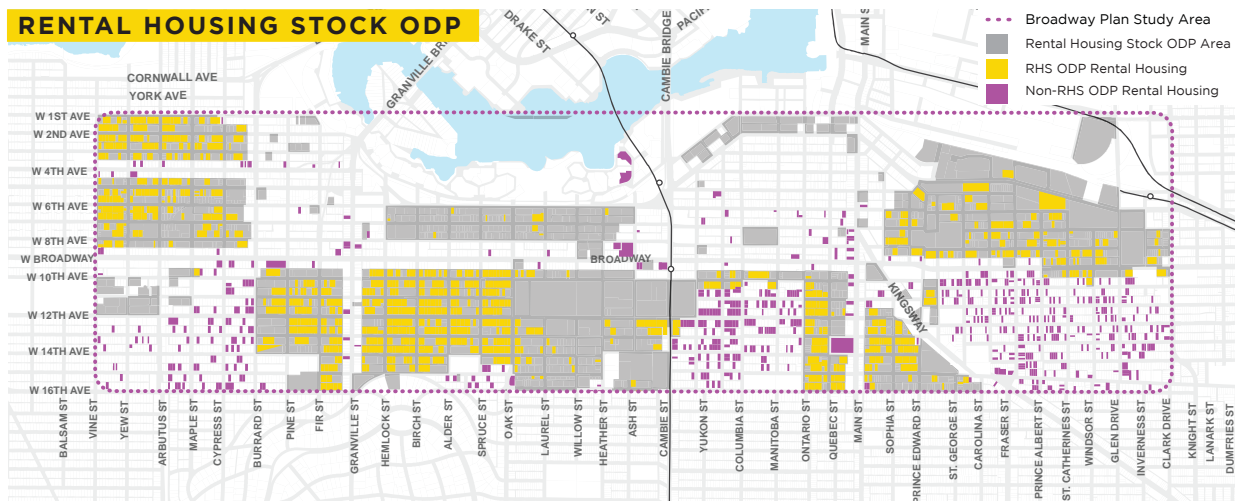 RENTAL HOUSING STOCK ODP
Broadway Plan Study Area
Rental Housing Stock ODP Area
RHS ODP Rental Housing
Non-RHS ODP Rental Housing
DRAKE ST
GRANVILLE BR
CAMBIE BRIDGE
MAIN S
CORNWALL AVE
YORK AVE
W 1ST AVE
W 2ND AVE
W 4TH AVE
W 6TH AVE
W 8TH AVE
W BROADWAY
BROADWAY
W 10TH AVE
W 12TH AVE
W 14TH AVE
W 16TH AVE
KINGSWAY
BALSAM ST
VINE ST
YEW ST
ARBUTUS ST
MAPLE ST
CYPRESS ST
BURRARD ST
PINE ST
FIR ST
GRANVILLE ST
HEMLOCK ST
BIRCH ST
ALDER ST
SPRUCE ST
OAK ST
LAUREL ST
WILLOW ST
HEATHER ST
ASH ST
CAMBIE ST
YUKON ST
COLUMBIA ST
MANITOBA ST
ONTARIO ST
QUEBEC ST
MAIN ST
SOPHIA ST
PRINCE EDWARD ST
ST. GEORGE ST
CAROLINA ST
FRASER ST
PRINCE ALBERT ST
ST. CATHERINES ST
WINDSOR ST
GLEN DRIVE
INVERNESS ST
CLARK DRIVE
KNIGHT ST
LANARK ST
DUMFRIES ST